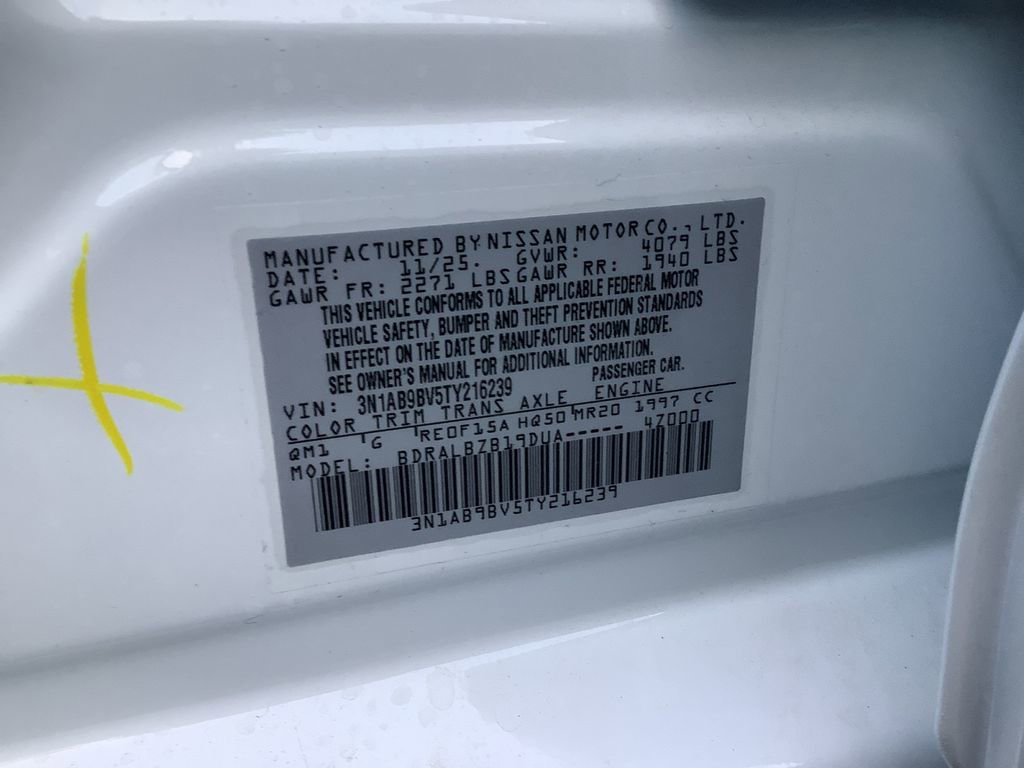 MANUFACTURED BY NISSAN MOTOR CO., LTD.
DATE: 11/25. GVWR: 4079 LBS
GAWR FR: 2271 LBS GAWR RR: 1940 LBS
THIS VEHICLE CONFORMS TO ALL APPLICABLE FEDERAL MOTOR
VEHICLE SAFETY, BUMPER AND THEFT PREVENTION STANDARDS
IN EFFECT ON THE DATE OF MANUFACTURE SHOWN ABOVE.
SEE OWNER'S MANUAL FOR ADDITIONAL INFORMATION.
VIN: 3N1AB9BV5TY216239 PASSENGER CAR.
COLOR TRIM TRANS AXLE ENGINE
QM1 'G 'RE0F15A HQ50'MR20 1997 CC
MODEL: BDRALBZB19DUA----- 47000
3N1AB9BV5TY216239